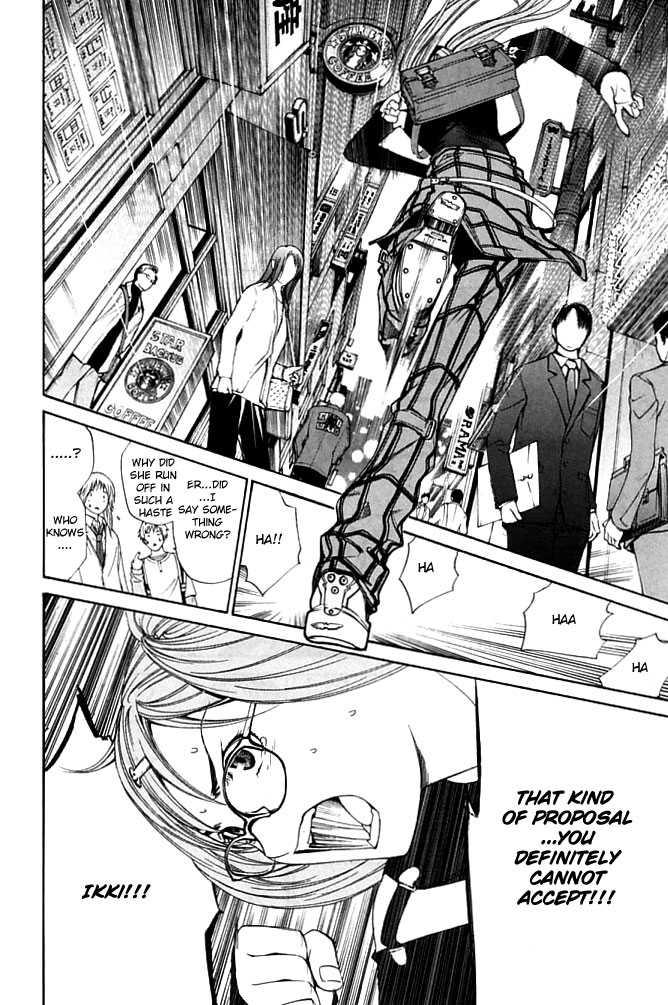 COFFEE
STAR
COFFEE
HA
HAA
HA
HA!!
ER...DID
...I
SAY SOME-
THING
WRONG?
WHY DID
SHE RUN
OFF IN
SUCH A
HASTE
.....?
WHO
KNOWS
....
THAT KIND
OF PROPOSAL
...YOU
DEFINITELY
CANNOT
ACCEPT!!!
IKKI!!!